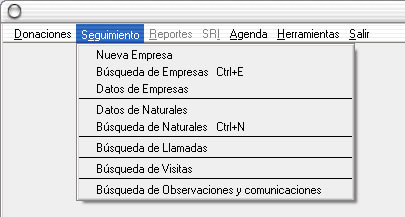 Donaciones Seguimiento Reportes SRI Agenda Herramientas Salir
Nueva Empresa
Búsqueda de Empresas Ctrl+E
Datos de Empresas
Datos de Naturales
Búsqueda de Naturales Ctrl+N
Búsqueda de Llamadas
Búsqueda de Visitas
Búsqueda de Observaciones y comunicaciones